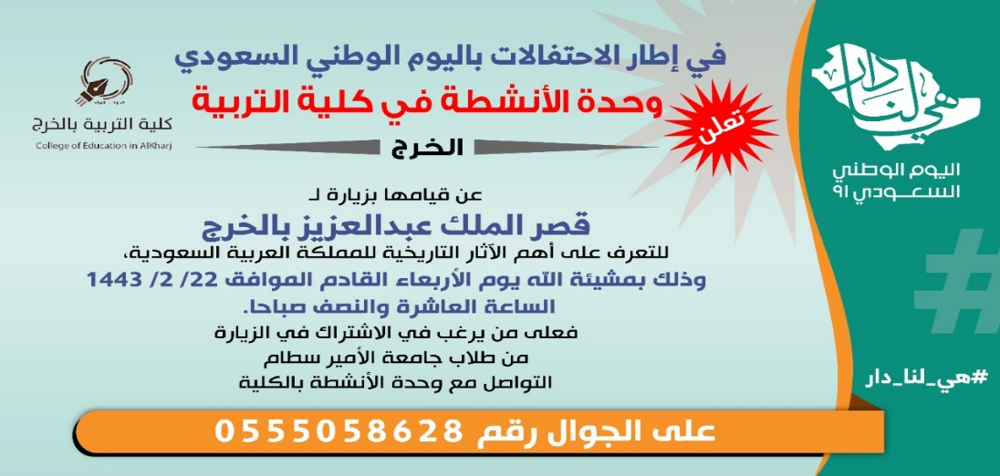 في إطار الاحتفالات باليوم الوطني السعودي
تعلن
وحدة الأنشطة في كلية التربية
الخرج
كلية التربية بالخرج
College of Education in AlKharj
عن قيامها بزيارة لـ
قصر الملك عبدالعزيز بالخرج
للتعرف على أهم الآثار التاريخية للمملكة العربية السعودية،
وذلك بمشيئة الله يوم الأربعاء القادم الموافق 22/ 2/ 1443
الساعة العاشرة والنصف صباحا.
فعلى من يرغب في الاشتراك في الزيارة
من طلاب جامعة الأمير سطام
التواصل مع وحدة الأنشطة بالكلية
على الجوال رقم 0555058628
هي لنا دار
اليوم الوطني
السعودي ٩١
#
#هي_لنا_دار